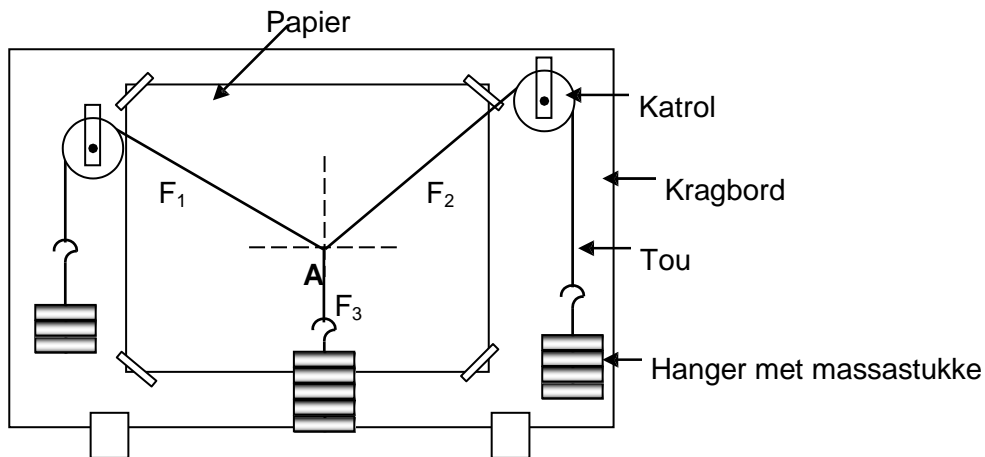 Papier
Katrol
F₁
F₂
Kragbord
Tou
A
F₃
Hanger met massastukke